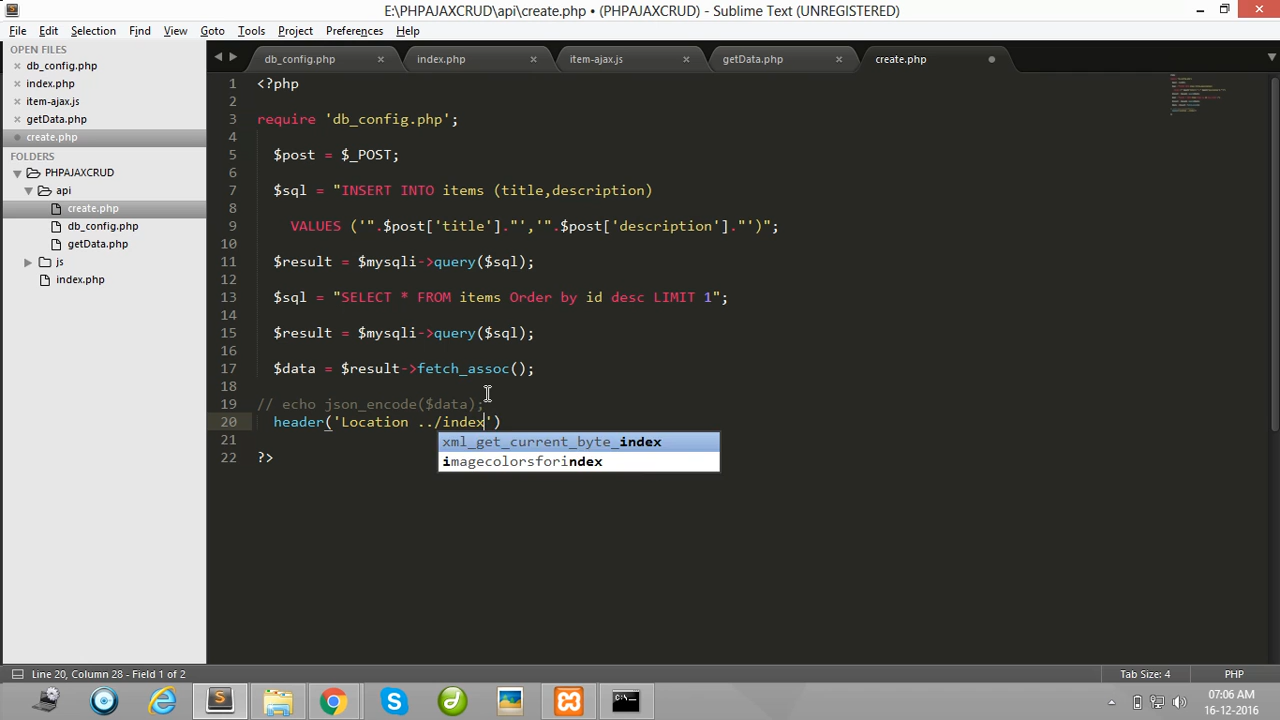 E:\PHPAJAXCRUD\api\create.php • (PHPAJAXCRUD) - Sublime Text (UNREGISTERED)
File Edit Selection Find View Goto Tools Project Preferences Help
OPEN FILES
db_config.php
index.php
item-ajax.js
getData.php
create.php
FOLDERS
PHPAJAXCRUD
api
create.php
db_config.php
getData.php
js
index.php
db_config.php index.php item-ajax.js getData.php create.php
1 <?php
2
3 require 'db_config.php';
4
5 $post = $_POST;
6
7 $sql = "INSERT INTO items (title,description)
8
9 VALUES ('".$post['title']."','".$post['description']."')";
10
11 $result = $mysqli->query($sql);
12
13 $sql = "SELECT * FROM items Order by id desc LIMIT 1";
14
15 $result = $mysqli->query($sql);
16
17 $data = $result->fetch_assoc();
18
19 // echo json_encode($data);
20 header('Location ../index')
21
22 ?>
xml_get_current_byte_index
imagecolorsforindex
Line 20, Column 28 - Field 1 of 2
Tab Size: 4
PHP
07:06 AM
16-12-2016